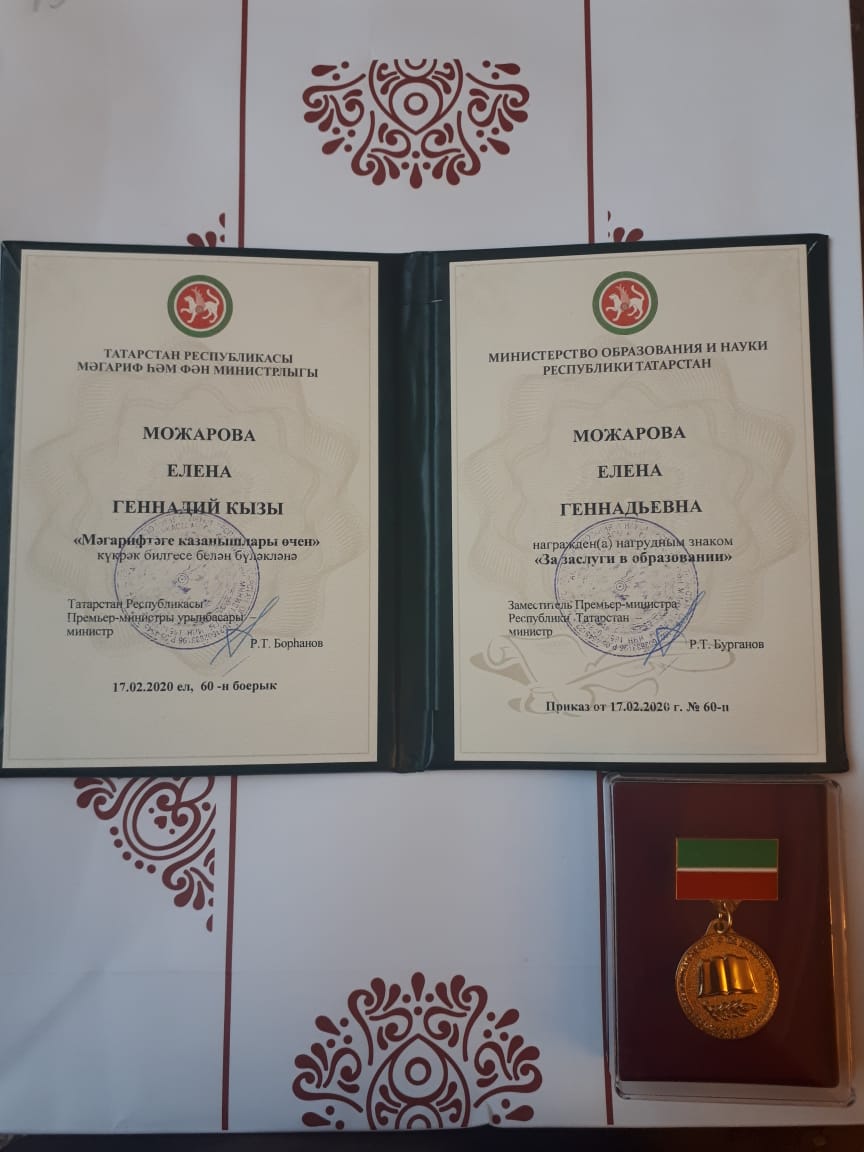 ТАТАРСТАН РЕСПУБЛИКАСЫ
МӘГАРИФ ҺӘМ ФӘН МИНИСТРЛЫГЫ
МОЖАРОВА
ЕЛЕНА
ГЕННАДИЙ КЫЗЫ
«Мәгарифтәге казанышлары өчен»
күкрәк билгесе белән бүләкләнә
Татарстан Республикасы
Премьер-министры урынбасары –
министр
Р.Т. Борһанов
17.02.2020 ел, 60 -н боерык
МИНИСТЕРСТВО ОБРАЗОВАНИЯ И НАУКИ
РЕСПУБЛИКИ ТАТАРСТАН
МОЖАРОВА
ЕЛЕНА
ГЕННАДЬЕВНА
награжден(а) нагрудным знаком
«За заслуги в образовании»
Заместитель Премьер-министра
Республики Татарстан –
министр
Р.Т. Бурганов
Приказ от 17.02.2020 г. № 60-н